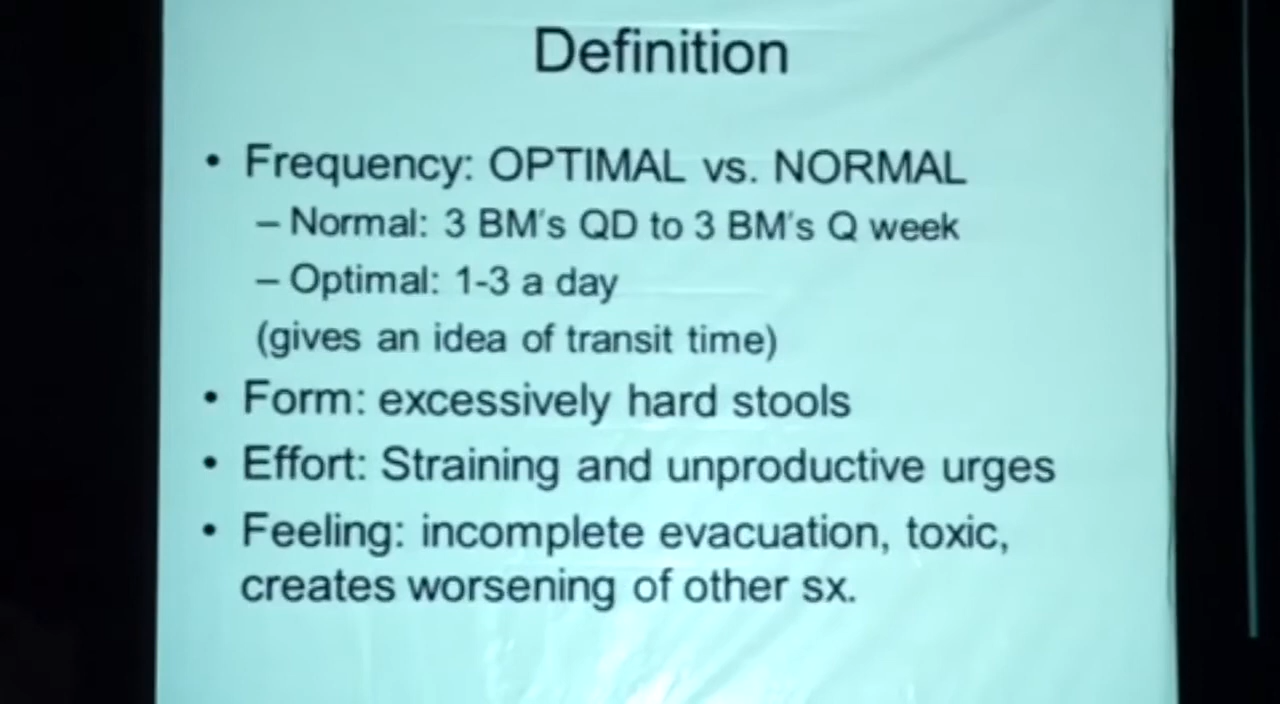 Definition
• Frequency: OPTIMAL vs. NORMAL
– Normal: 3 BM's QD to 3 BM's Q week
– Optimal: 1-3 a day
(gives an idea of transit time)
• Form: excessively hard stools
• Effort: Straining and unproductive urges
• Feeling: incomplete evacuation, toxic,
creates worsening of other sx.